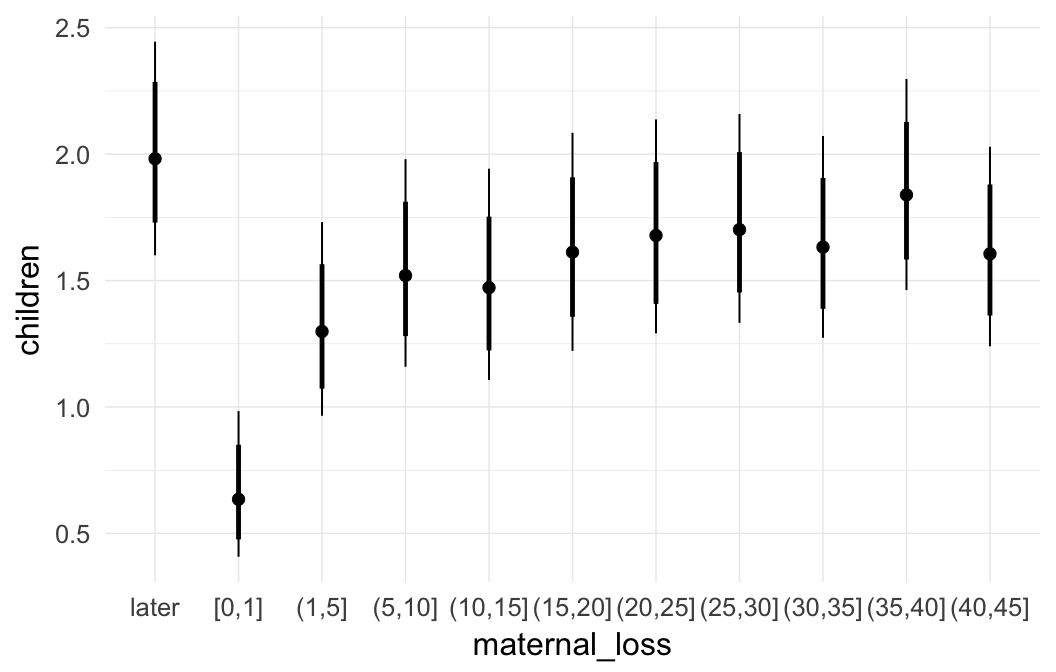 2.5
2.0
1.5
1.0
0.5
children
later [0,1] (1,5] (5,10] (10,15] (15,20] (20,25] (25,30] (30,35] (35,40] (40,45]
maternal_loss